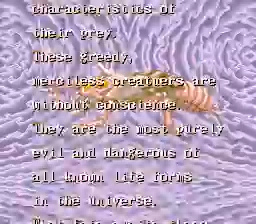 characteristics of
their prey.
These greedy,
merciless creatuers are
without conscience.
They are the most purely
evil and dangerous of
all known life forms
in the universe.